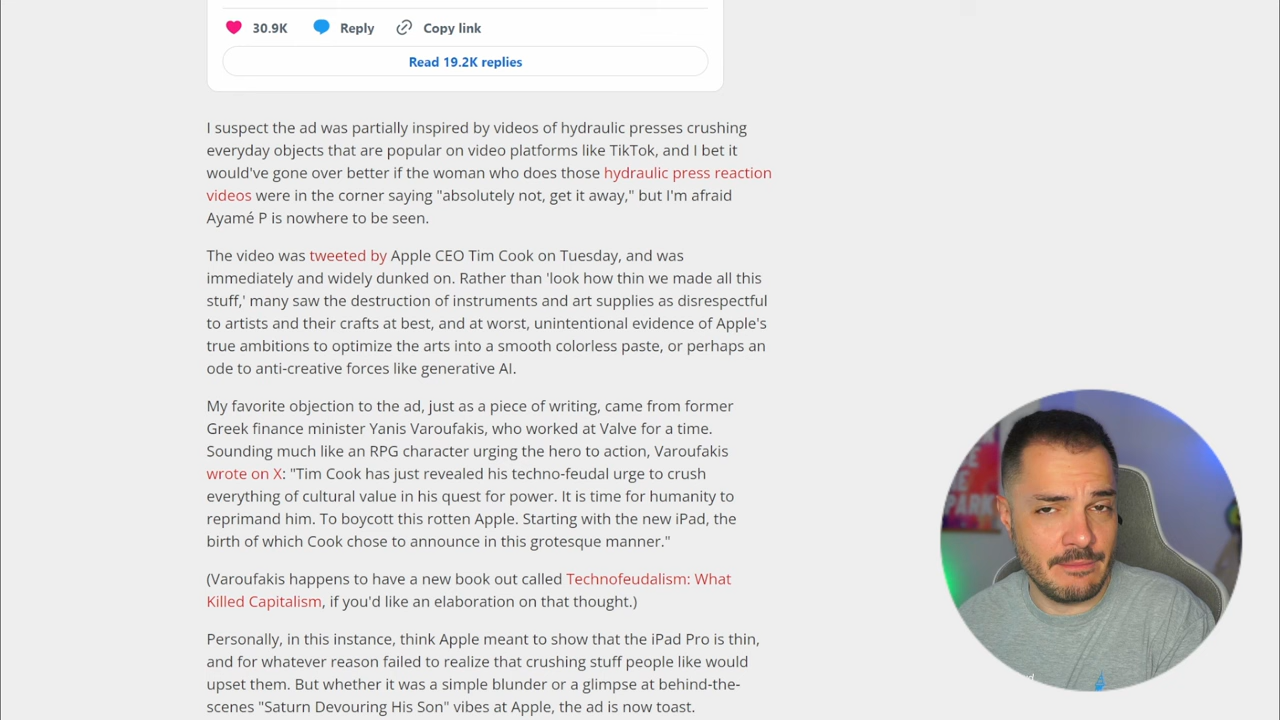 30.9K Reply Copy link
Read 19.2K replies
I suspect the ad was partially inspired by videos of hydraulic presses crushing
everyday objects that are popular on video platforms like TikTok, and I bet it
would've gone over better if the woman who does those hydraulic press reaction
videos were in the corner saying "absolutely not, get it away," but I'm afraid
Ayamé P is nowhere to be seen.
The video was tweeted by Apple CEO Tim Cook on Tuesday, and was
immediately and widely dunked on. Rather than 'look how thin we made all this
stuff,' many saw the destruction of instruments and art supplies as disrespectful
to artists and their crafts at best, and at worst, unintentional evidence of Apple's
true ambitions to optimize the arts into a smooth colorless paste, or perhaps an
ode to anti-creative forces like generative AI.
My favorite objection to the ad, just as a piece of writing, came from former
Greek finance minister Yanis Varoufakis, who worked at Valve for a time.
Sounding much like an RPG character urging the hero to action, Varoufakis
wrote on X: "Tim Cook has just revealed his techno-feudal urge to crush
everything of cultural value in his quest for power. It is time for humanity to
reprimand him. To boycott this rotten Apple. Starting with the new iPad, the
birth of which Cook chose to announce in this grotesque manner."
(Varoufakis happens to have a new book out called Technofeudalism: What
Killed Capitalism, if you'd like an elaboration on that thought.)
Personally, in this instance, think Apple meant to show that the iPad Pro is thin,
and for whatever reason failed to realize that crushing stuff people like would
upset them. But whether it was a simple blunder or a glimpse at behind-the-
scenes "Saturn Devouring His Son" vibes at Apple, the ad is now toast.